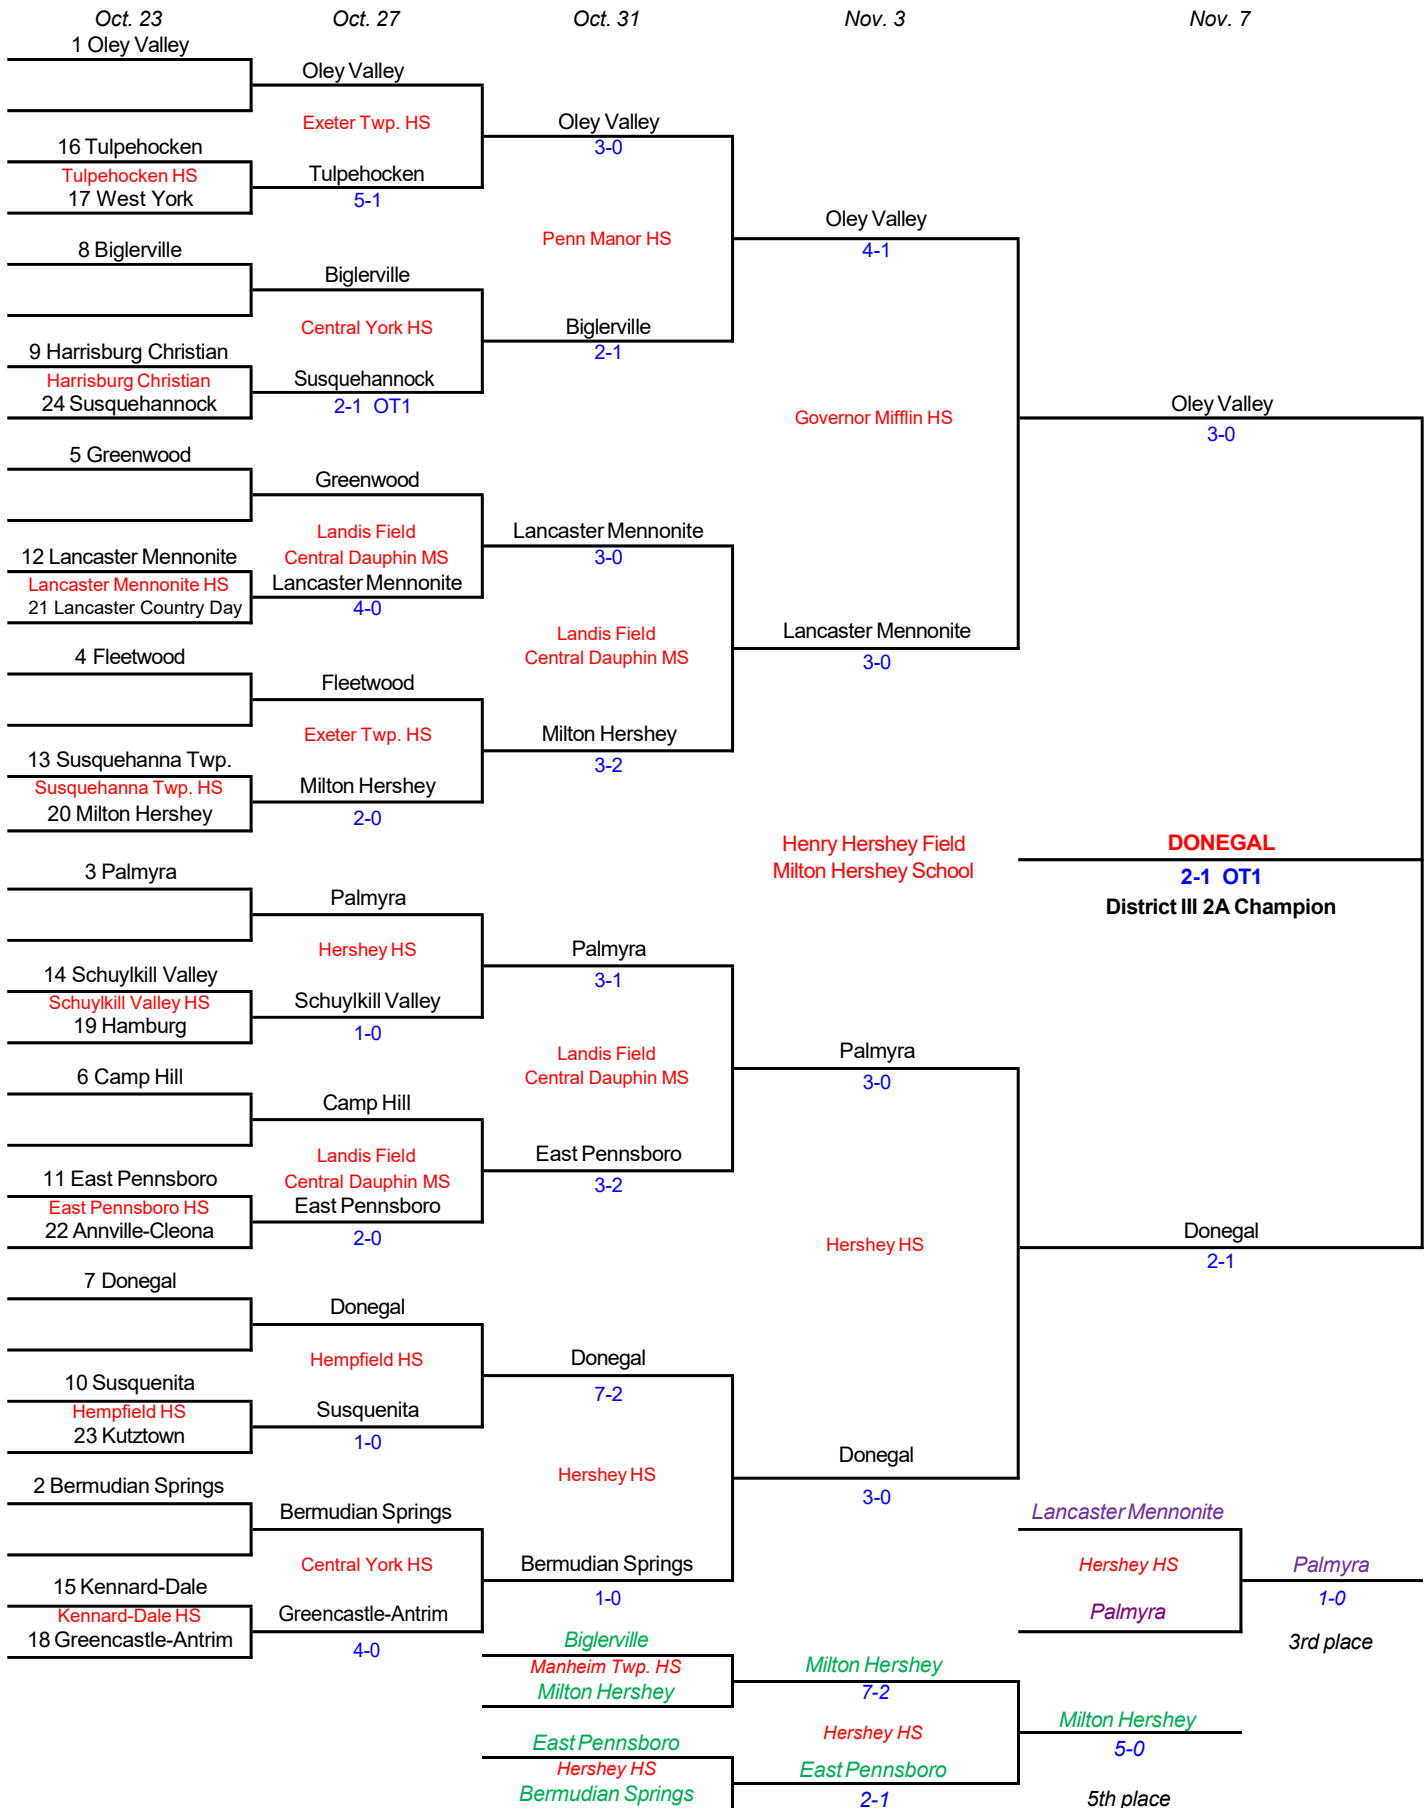 Oct. 23
Oct. 27
Oct. 31
Nov. 3
Nov. 7
1 Oley Valley
16 Tulpehocken
Tulpehocken HS
17 West York
8 Biglerville
9 Harrisburg Christian
Harrisburg Christian
24 Susquehannock
5 Greenwood
12 Lancaster Mennonite
Lancaster Mennonite HS
21 Lancaster Country Day
4 Fleetwood
13 Susquehanna Twp.
Susquehanna Twp. HS
20 Milton Hershey
3 Palmyra
14 Schuylkill Valley
Schuylkill Valley HS
19 Hamburg
6 Camp Hill
11 East Pennsboro
East Pennsboro HS
22 Annville-Cleona
7 Donegal
10 Susquenita
Hempfield HS
23 Kutztown
2 Bermudian Springs
15 Kennard-Dale
Kennard-Dale HS
18 Greencastle-Antrim
Oley Valley
Exeter Twp. HS
Tulpehocken
5-1
Biglerville
Central York HS
Susquehannock
2-1 OT1
Greenwood
Landis Field
Central Dauphin MS
Lancaster Mennonite
4-0
Fleetwood
Exeter Twp. HS
Milton Hershey
2-0
Palmyra
Hershey HS
Schuylkill Valley
1-0
Camp Hill
Landis Field
Central Dauphin MS
East Pennsboro
2-0
Donegal
Hempfield HS
Susquenita
1-0
Bermudian Springs
Central York HS
Greencastle-Antrim
4-0
Oley Valley
3-0
Penn Manor HS
Biglerville
2-1
Lancaster Mennonite
3-0
Landis Field
Central Dauphin MS
Milton Hershey
3-2
Palmyra
3-1
Landis Field
Central Dauphin MS
East Pennsboro
3-2
Donegal
7-2
Hershey HS
Bermudian Springs
1-0
Biglerville
Manheim Twp. HS
Milton Hershey
East Pennsboro
Hershey HS
Bermudian Springs
Oley Valley
4-1
Governor Mifflin HS
Lancaster Mennonite
3-0
Henry Hershey Field
Milton Hershey School
Palmyra
3-0
Hershey HS
Donegal
3-0
Milton Hershey
7-2
Hershey HS
East Pennsboro
2-1
Oley Valley
3-0
DONEGAL
2-1 OT1
District III 2A Champion
Donegal
2-1
Lancaster Mennonite
Hershey HS
Palmyra
Palmyra
1-0
3rd place
Milton Hershey
5-0
5th place